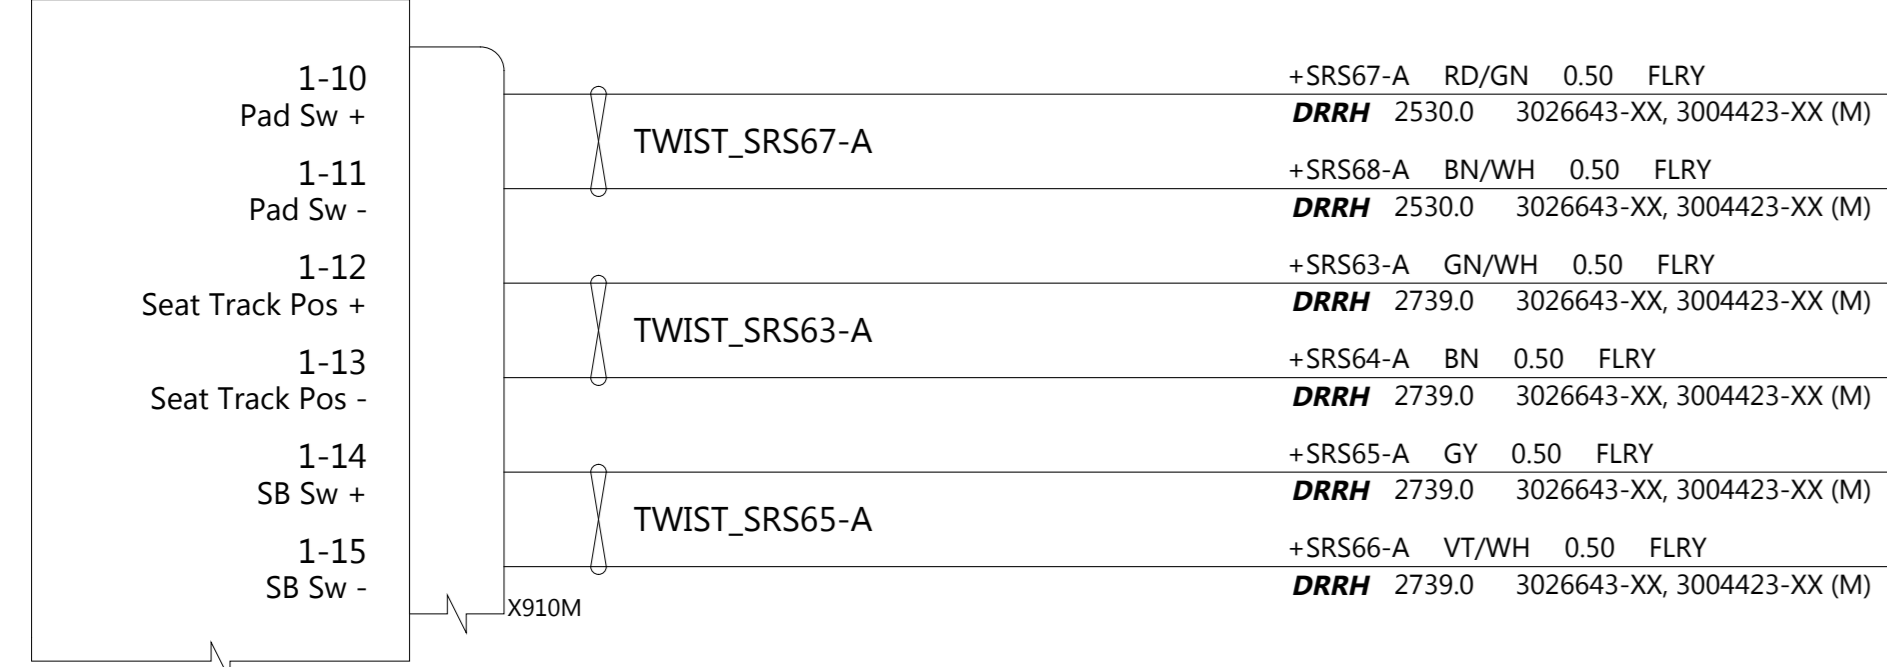 1-10
Pad Sw +
1-11
Pad Sw -
1-12
Seat Track Pos +
1-13
Seat Track Pos -
1-14
SB Sw +
1-15
SB Sw -
X910M
TWIST_SRS67-A
TWIST_SRS63-A
TWIST_SRS65-A
+SRS67-A RD/GN 0.50 FLRY
DRRH 2530.0 3026643-XX, 3004423-XX (M)
+SRS68-A BN/WH 0.50 FLRY
DRRH 2530.0 3026643-XX, 3004423-XX (M)
+SRS63-A GN/WH 0.50 FLRY
DRRH 2739.0 3026643-XX, 3004423-XX (M)
+SRS64-A BN 0.50 FLRY
DRRH 2739.0 3026643-XX, 3004423-XX (M)
+SRS65-A GY 0.50 FLRY
DRRH 2739.0 3026643-XX, 3004423-XX (M)
+SRS66-A VT/WH 0.50 FLRY
DRRH 2739.0 3026643-XX, 3004423-XX (M)